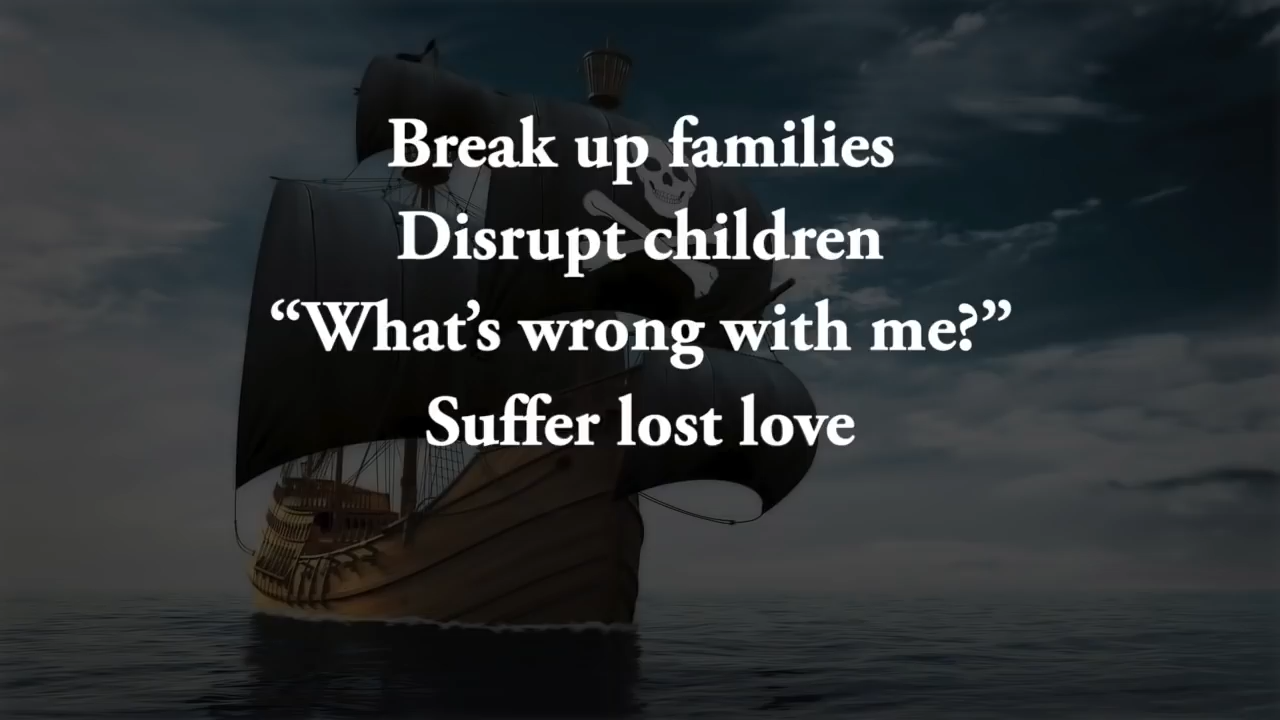 Break up families
Disrupt children
“What’s wrong with me?”
Suffer lost love